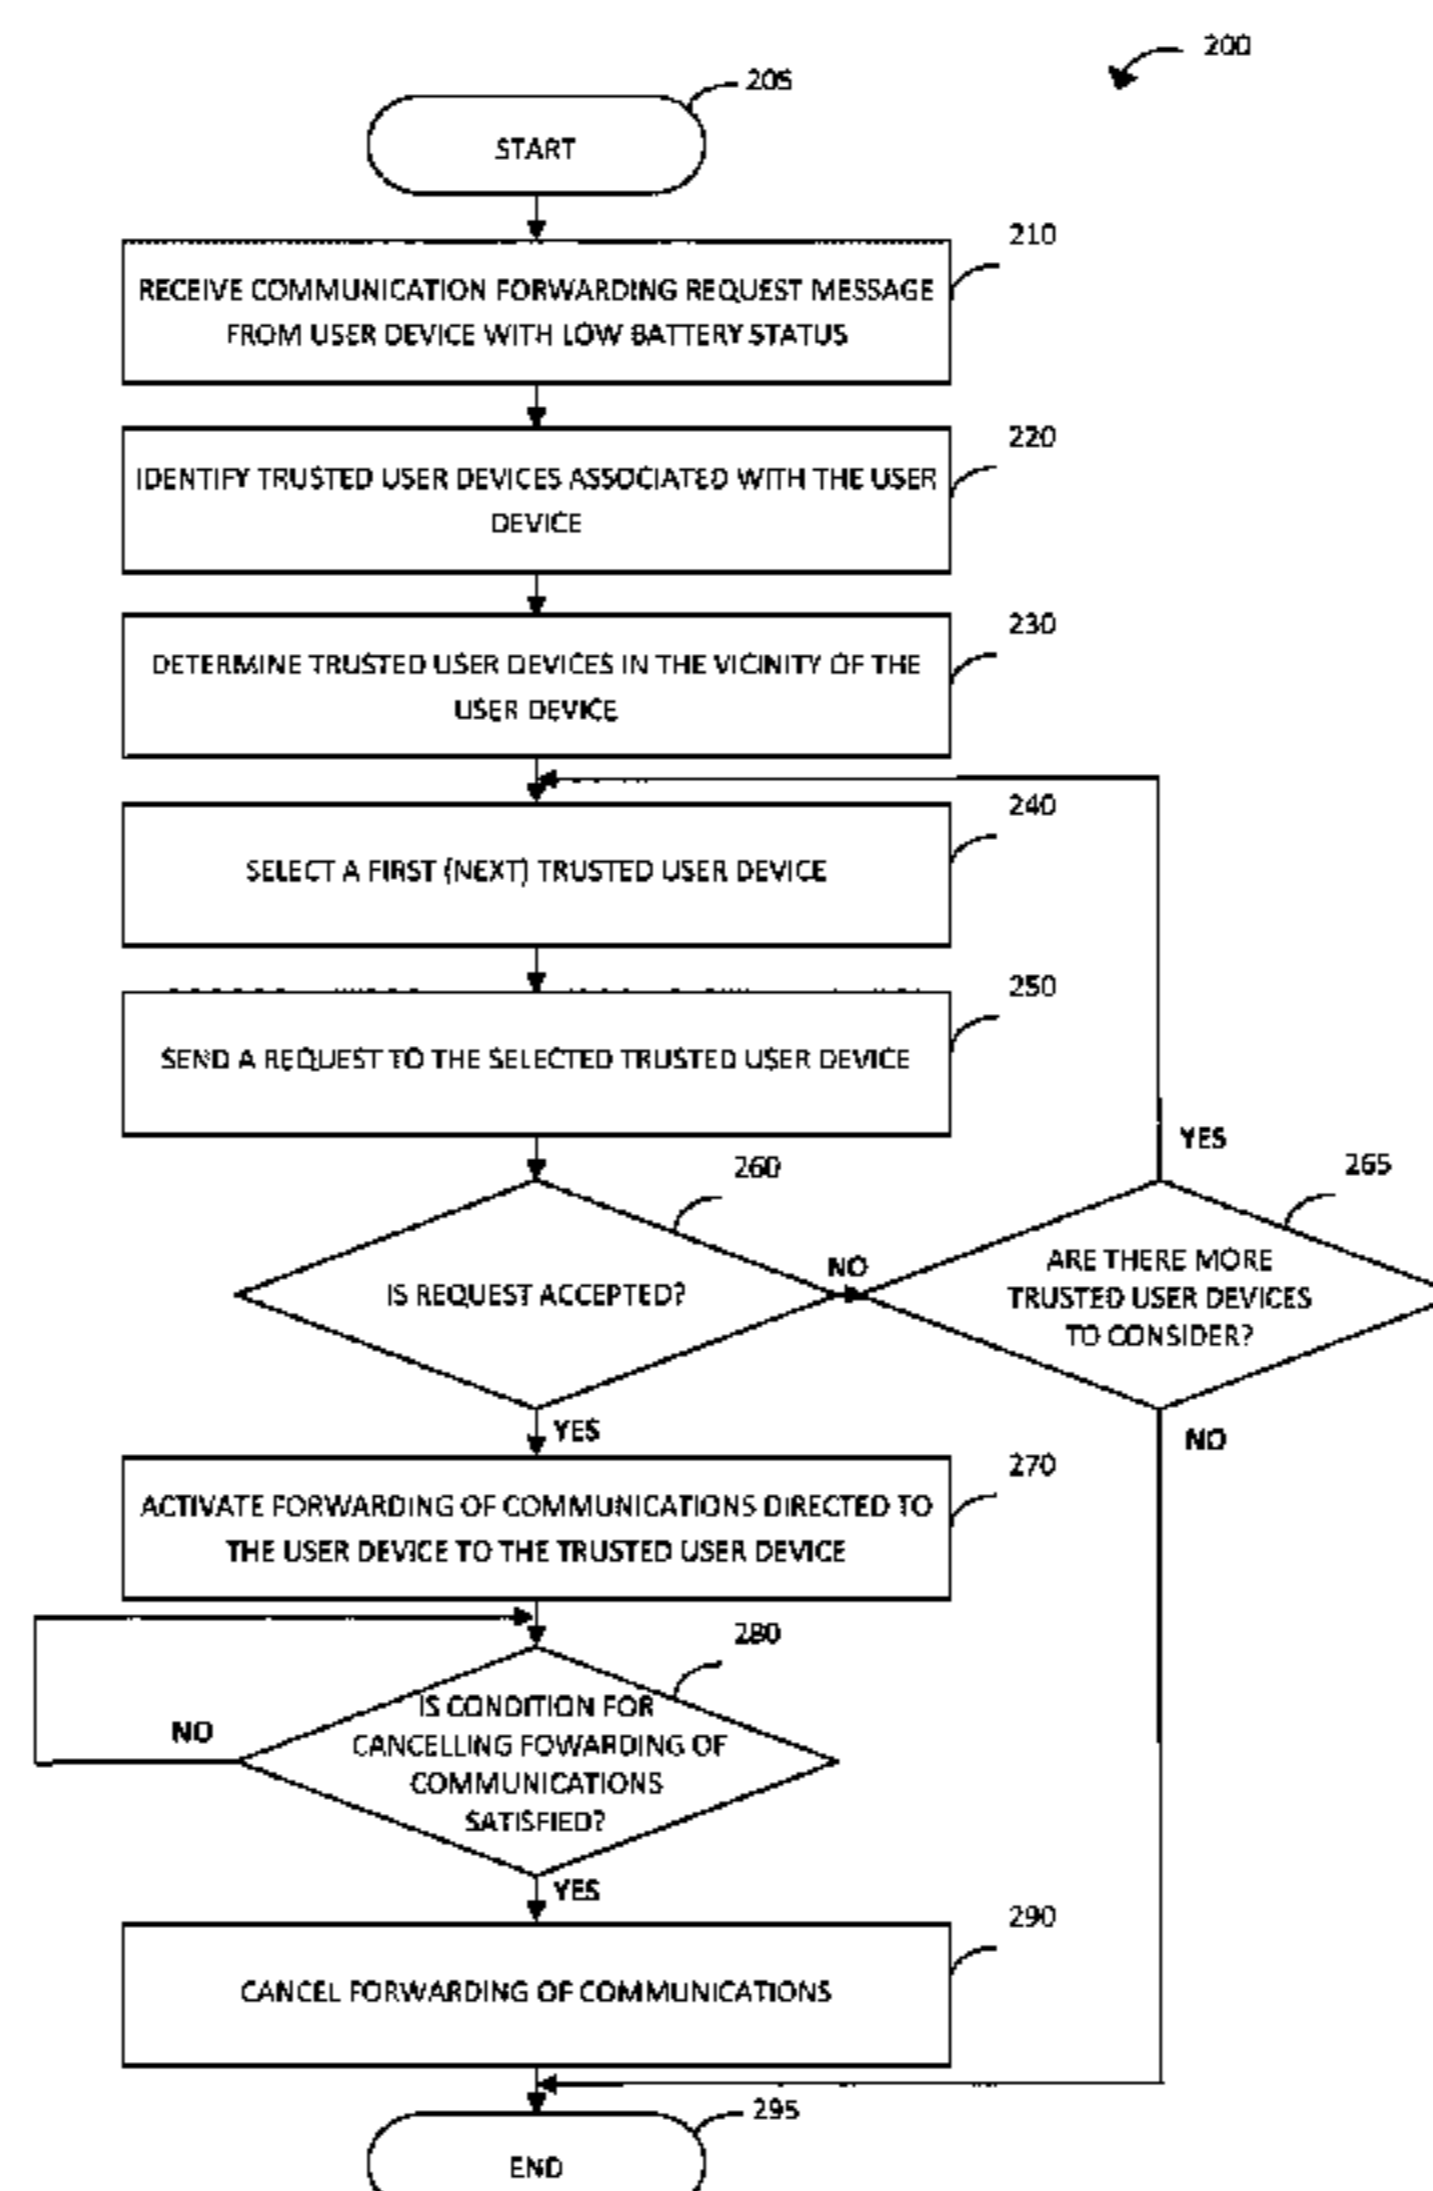 200
205
START
210
RECEIVE COMMUNICATION FORWARDING REQUEST MESSAGE
FROM USER DEVICE WITH LOW BATTERY STATUS
220
IDENTIFY TRUSTED USER DEVICES ASSOCIATED WITH THE USER
DEVICE
230
DETERMINE TRUSTED USER DEVICES IN THE VICINITY OF THE
USER DEVICE
240
SELECT A FIRST (NEXT) TRUSTED USER DEVICE
250
SEND A REQUEST TO THE SELECTED TRUSTED USER DEVICE
YES
260
265
IS REQUEST ACCEPTED?
NO
ARE THERE MORE
TRUSTED USER DEVICES
TO CONSIDER?
YES
NO
270
ACTIVATE FORWARDING OF COMMUNICATIONS DIRECTED TO
THE USER DEVICE TO THE TRUSTED USER DEVICE
280
IS CONDITION FOR
CANCELLING FOWARDING OF
COMMUNICATIONS
SATISFIED?
NO
YES
290
CANCEL FORWARDING OF COMMUNICATIONS
295
END